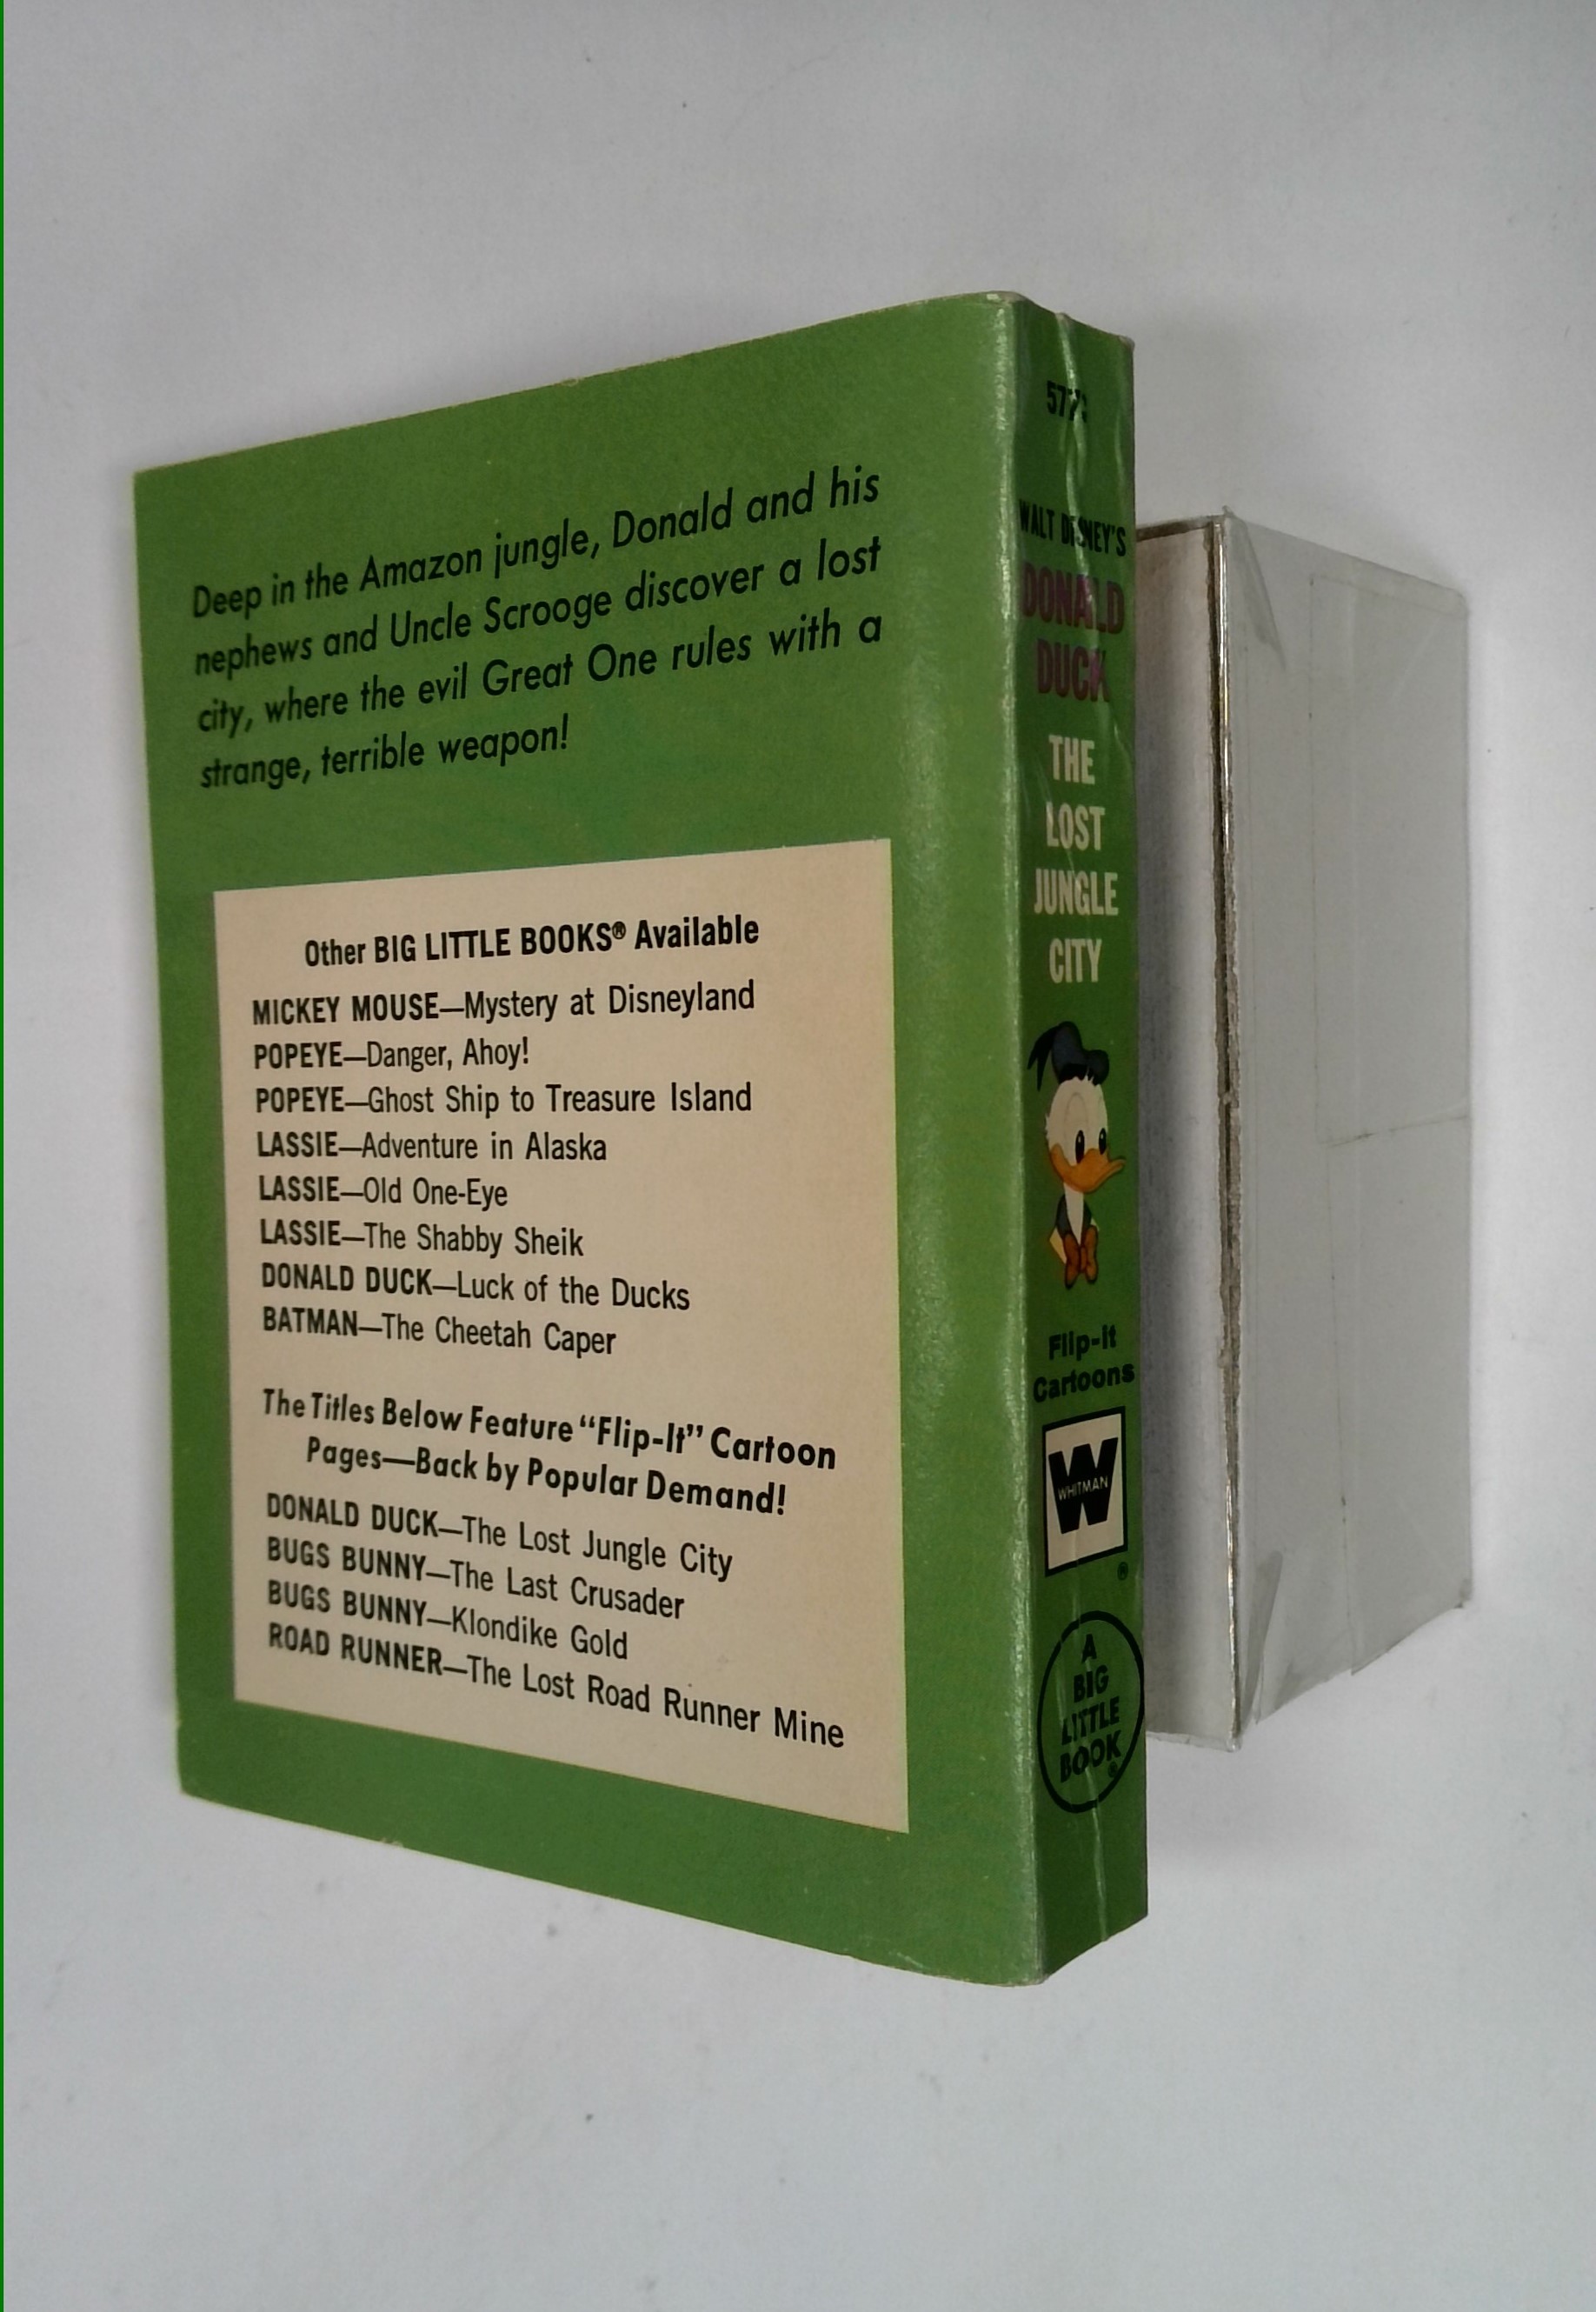 Deep in the Amazon jungle, Donald and his
nephews and Uncle Scrooge discover a lost
city, where the evil Great One rules with a
strange, terrible weapon!
Other BIG LITTLE BOOKS® Available
MICKEY MOUSE—Mystery at Disneyland
POPEYE—Danger, Ahoy!
POPEYE—Ghost Ship to Treasure Island
LASSIE—Adventure in Alaska
LASSIE—Old One-Eye
LASSIE—The Shabby Sheik
DONALD DUCK—Luck of the Ducks
BATMAN—The Cheetah Caper
The Titles Below Feature “Flip-It” Cartoon
Pages—Back by Popular Demand!
DONALD DUCK—The Lost Jungle City
BUGS BUNNY—The Last Crusader
BUGS BUNNY—Klondike Gold
ROAD RUNNER—The Lost Road Runner Mine
WALT DISNEY'S
DONALD
DUCK
THE
LOST
JUNGLE
CITY
Flip-It
Cartoons
W
WHITMAN
®
A
BIG
LITTLE
BOOK®